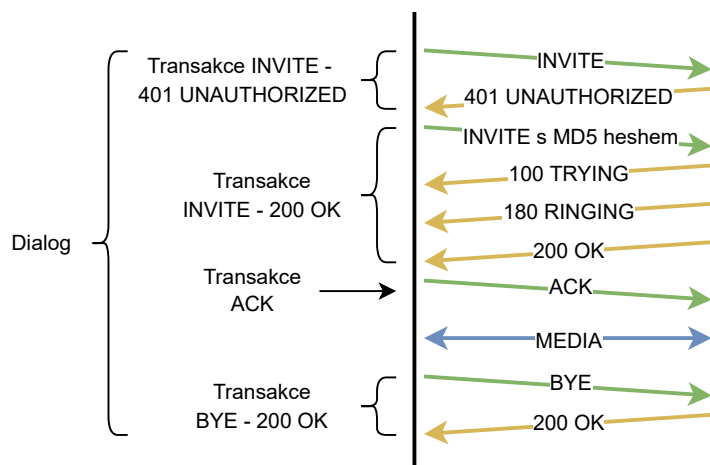 Transakce INVITE -
401 UNAUTHORIZED
INVITE
401 UNAUTHORIZED
INVITE s MD5 heshem
100 TRYING
Transakce
INVITE - 200 OK
180 RINGING
Dialog
200 OK
Transakce
ACK
ACK
MEDIA
Transakce
BYE - 200 OK
BYE
200 OK